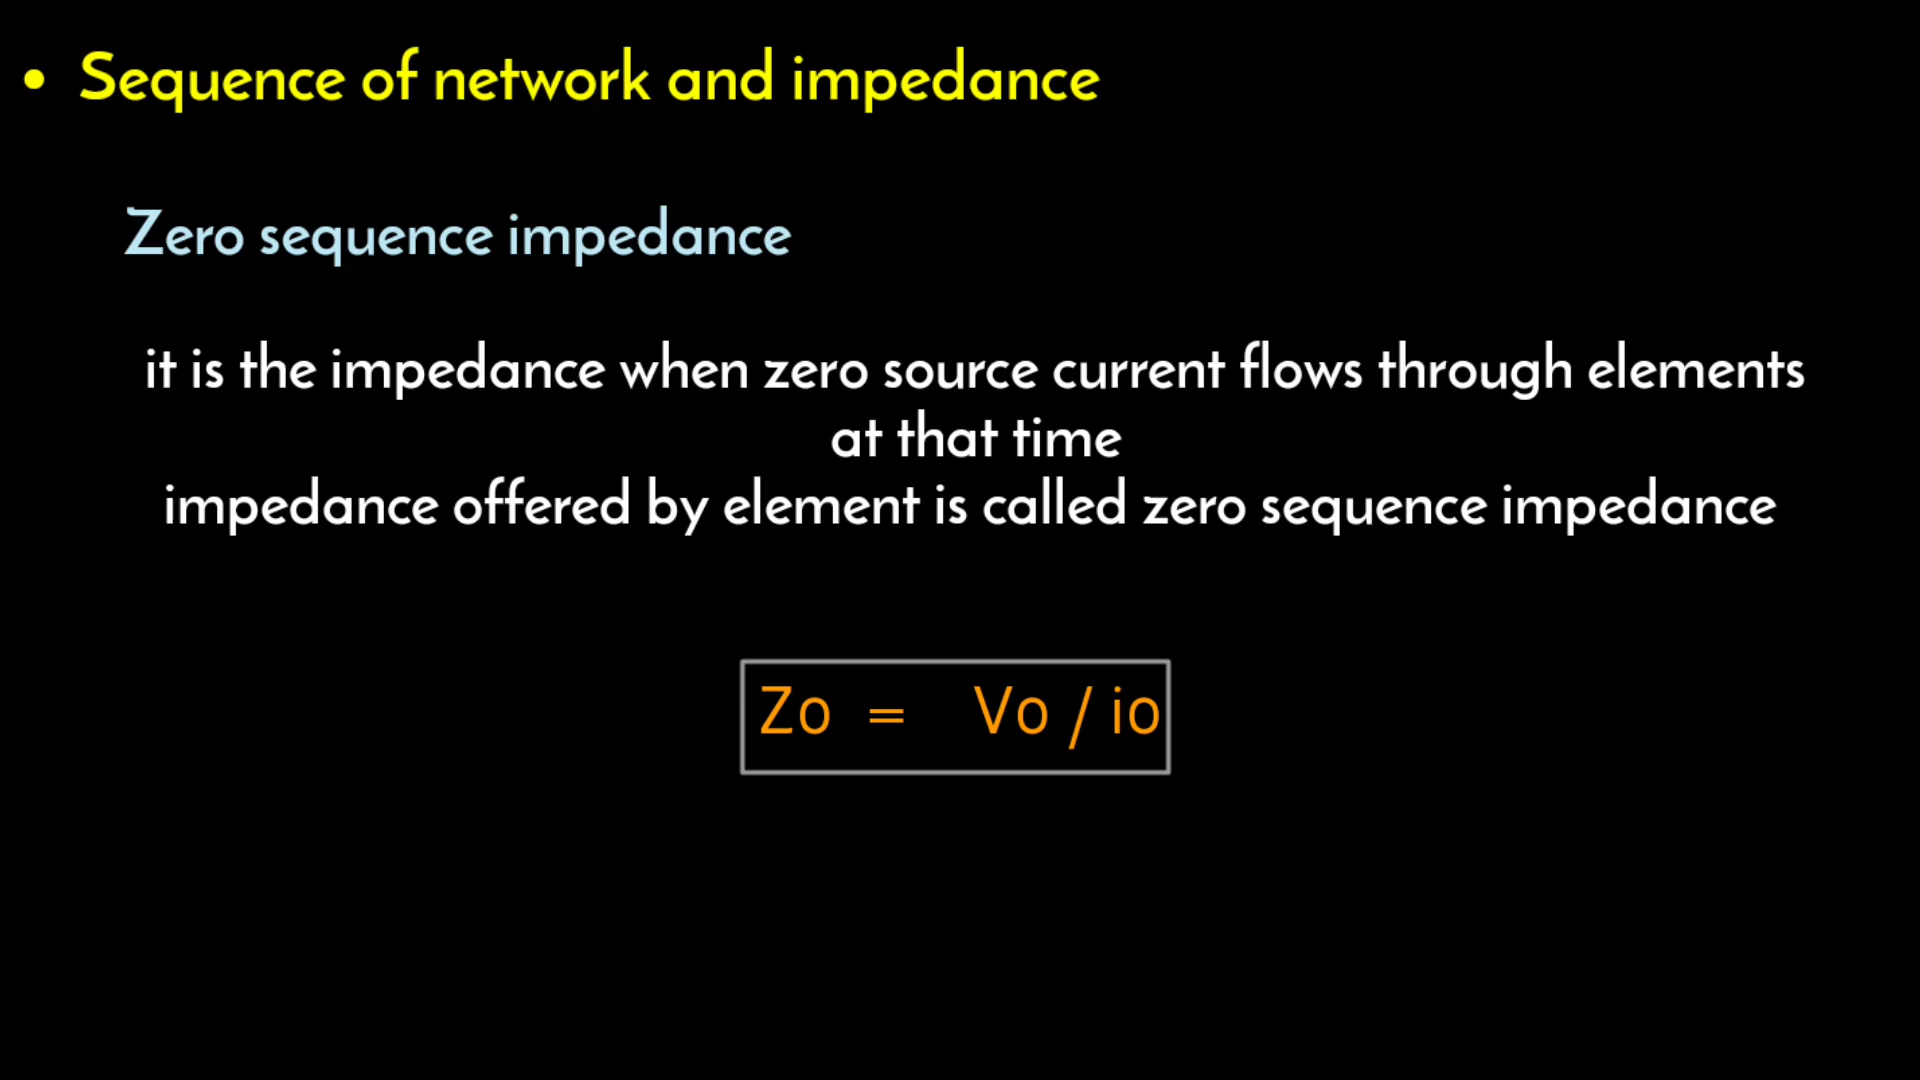 • Sequence of network and impedance
Zero sequence impedance
it is the impedance when zero source current flows through elements
at that time
impedance offered by element is called zero sequence impedance
Zo = Vo / io